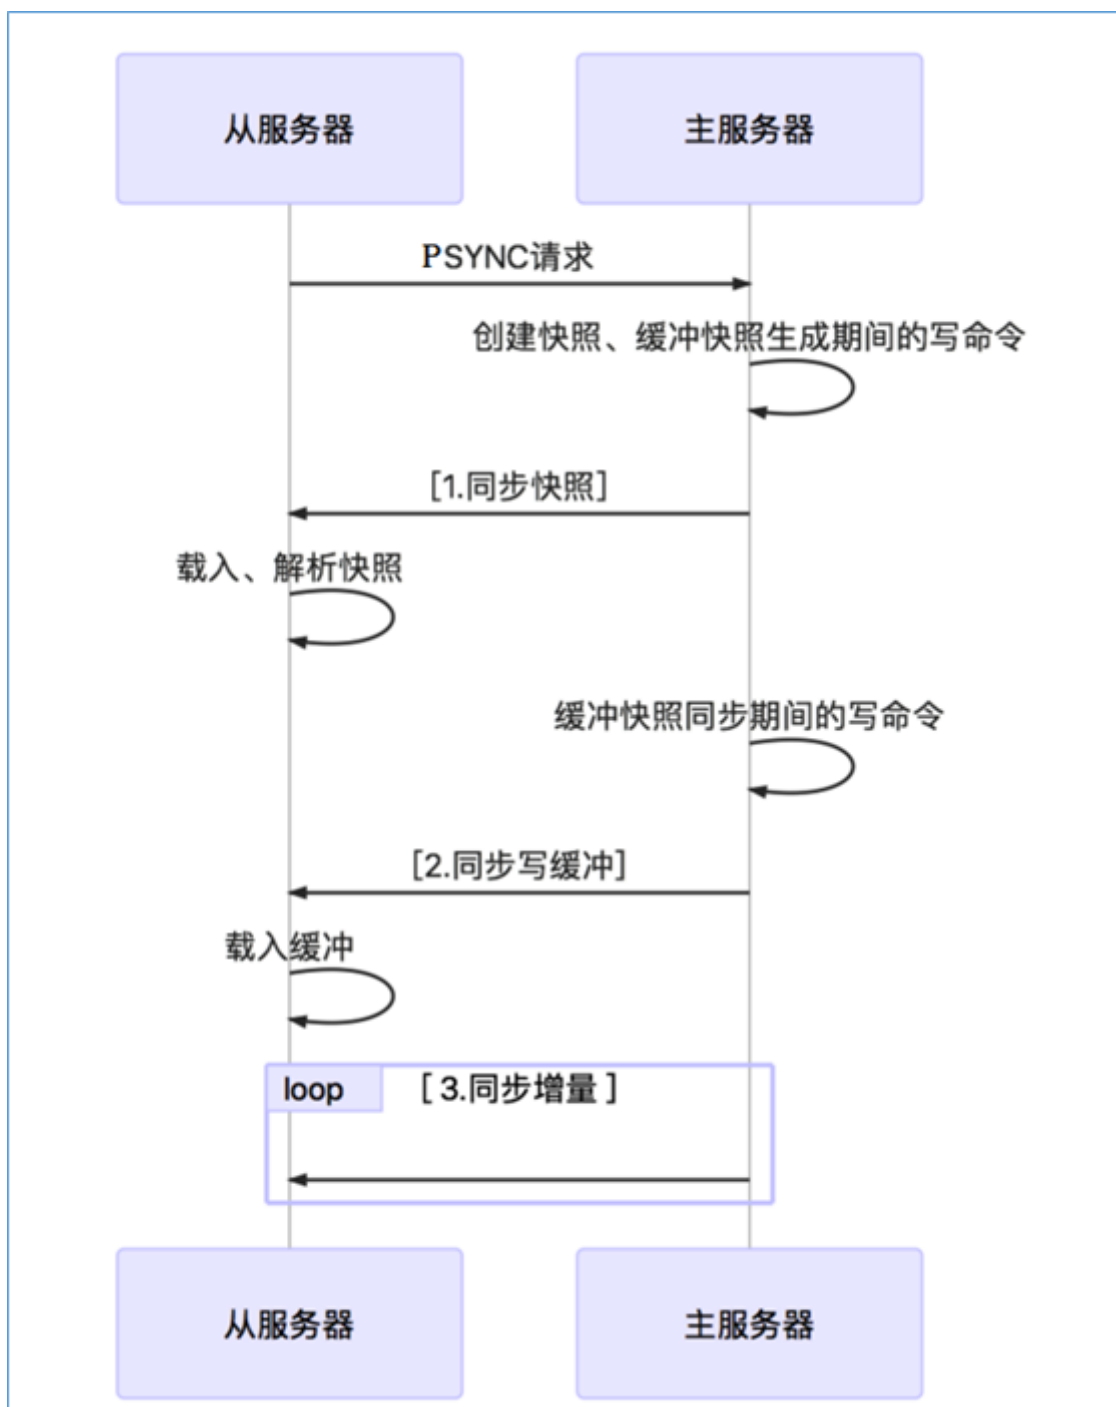 从服务器
主服务器
PSYNC请求
创建快照、缓冲快照生成期间的写命令
[1.同步快照]
载入、解析快照
缓冲快照同步期间的写命令
[2.同步写缓冲]
载入缓冲
loop
[ 3.同步增量 ]
从服务器
主服务器